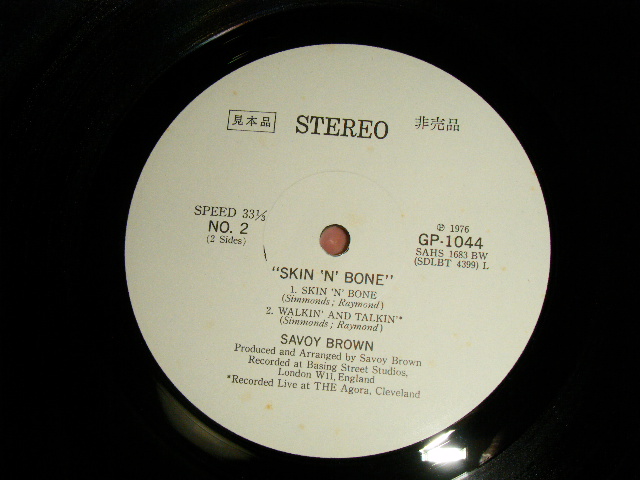 見本品 STEREO 非売品
SPEED 33⅓
NO. 2
(2 Sides)
℗ 1976
GP-1044
SAHS 1683 BW
(SDLBT 4399) L
"SKIN 'N' BONE"
1. SKIN 'N' BONE
(Simmonds ; Raymond)
2. WALKIN' AND TALKIN'*
(Simmonds ; Raymond)
SAVOY BROWN
Produced and Arranged by Savoy Brown
Recorded at Basing Street Studios,
London W11, England
*Recorded Live at THE Agora, Cleveland